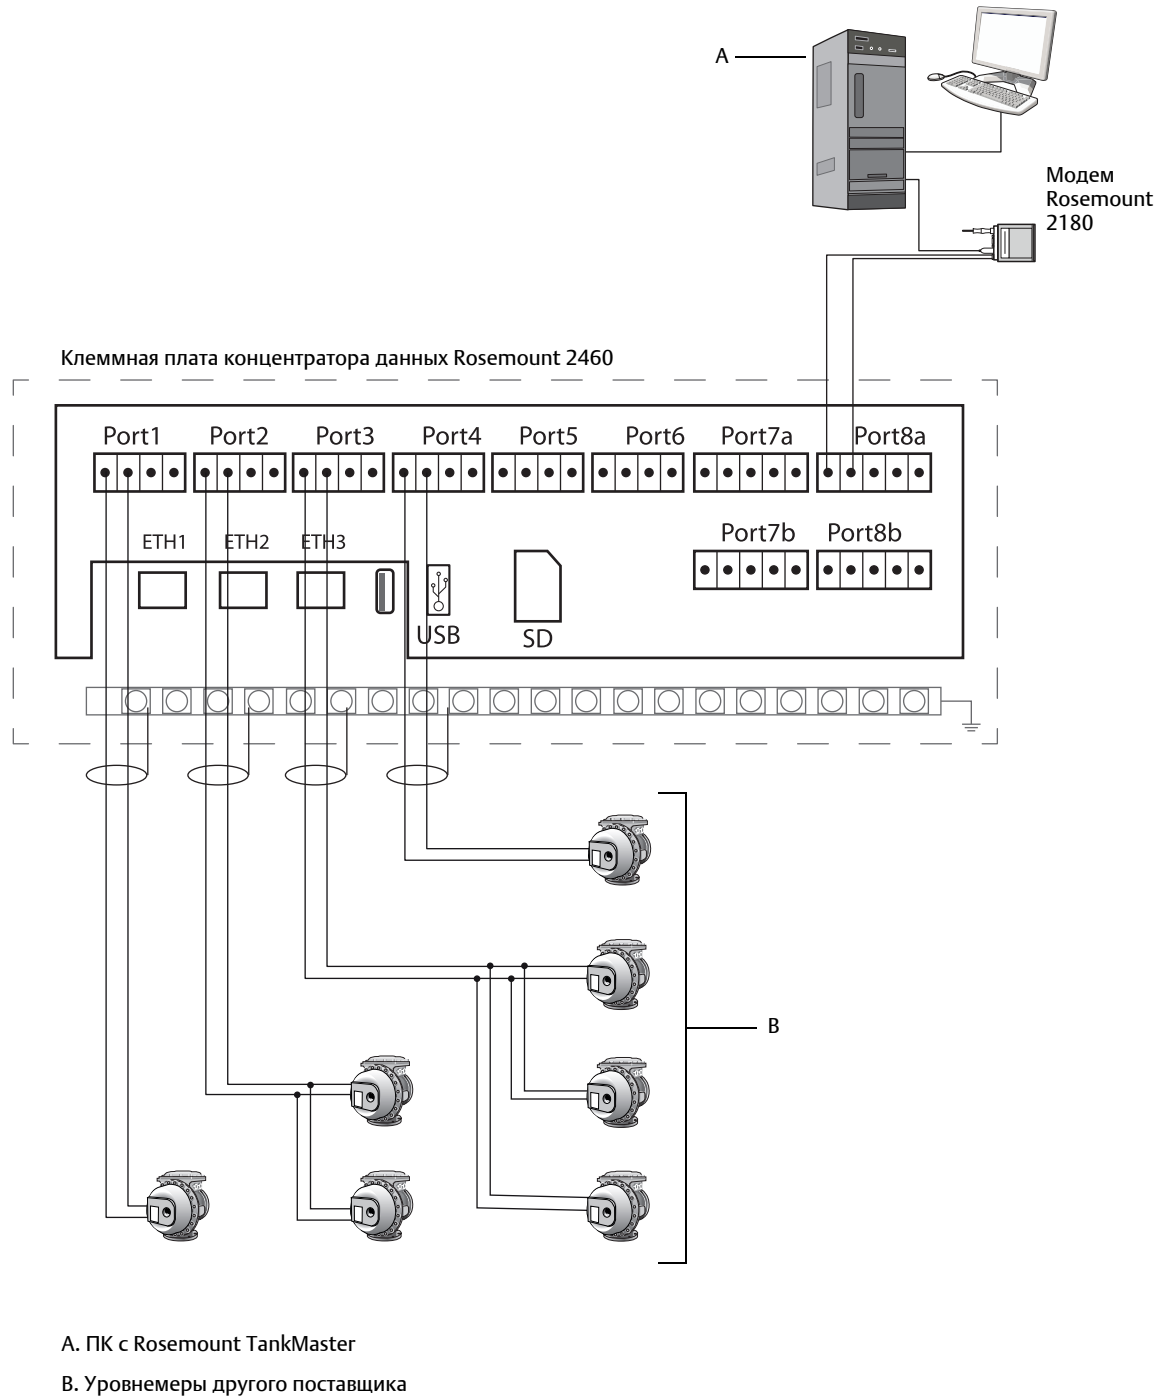 A
Модем
Rosemount
2180
Клеммная плата концентратора данных Rosemount 2460
Port1 Port2 Port3 Port4 Port5 Port6 Port7a Port8a
ETH1 ETH2 ETH3 Port7b Port8b
USB SD
B
A. ПК с Rosemount TankMaster
B. Уровнемеры другого поставщика